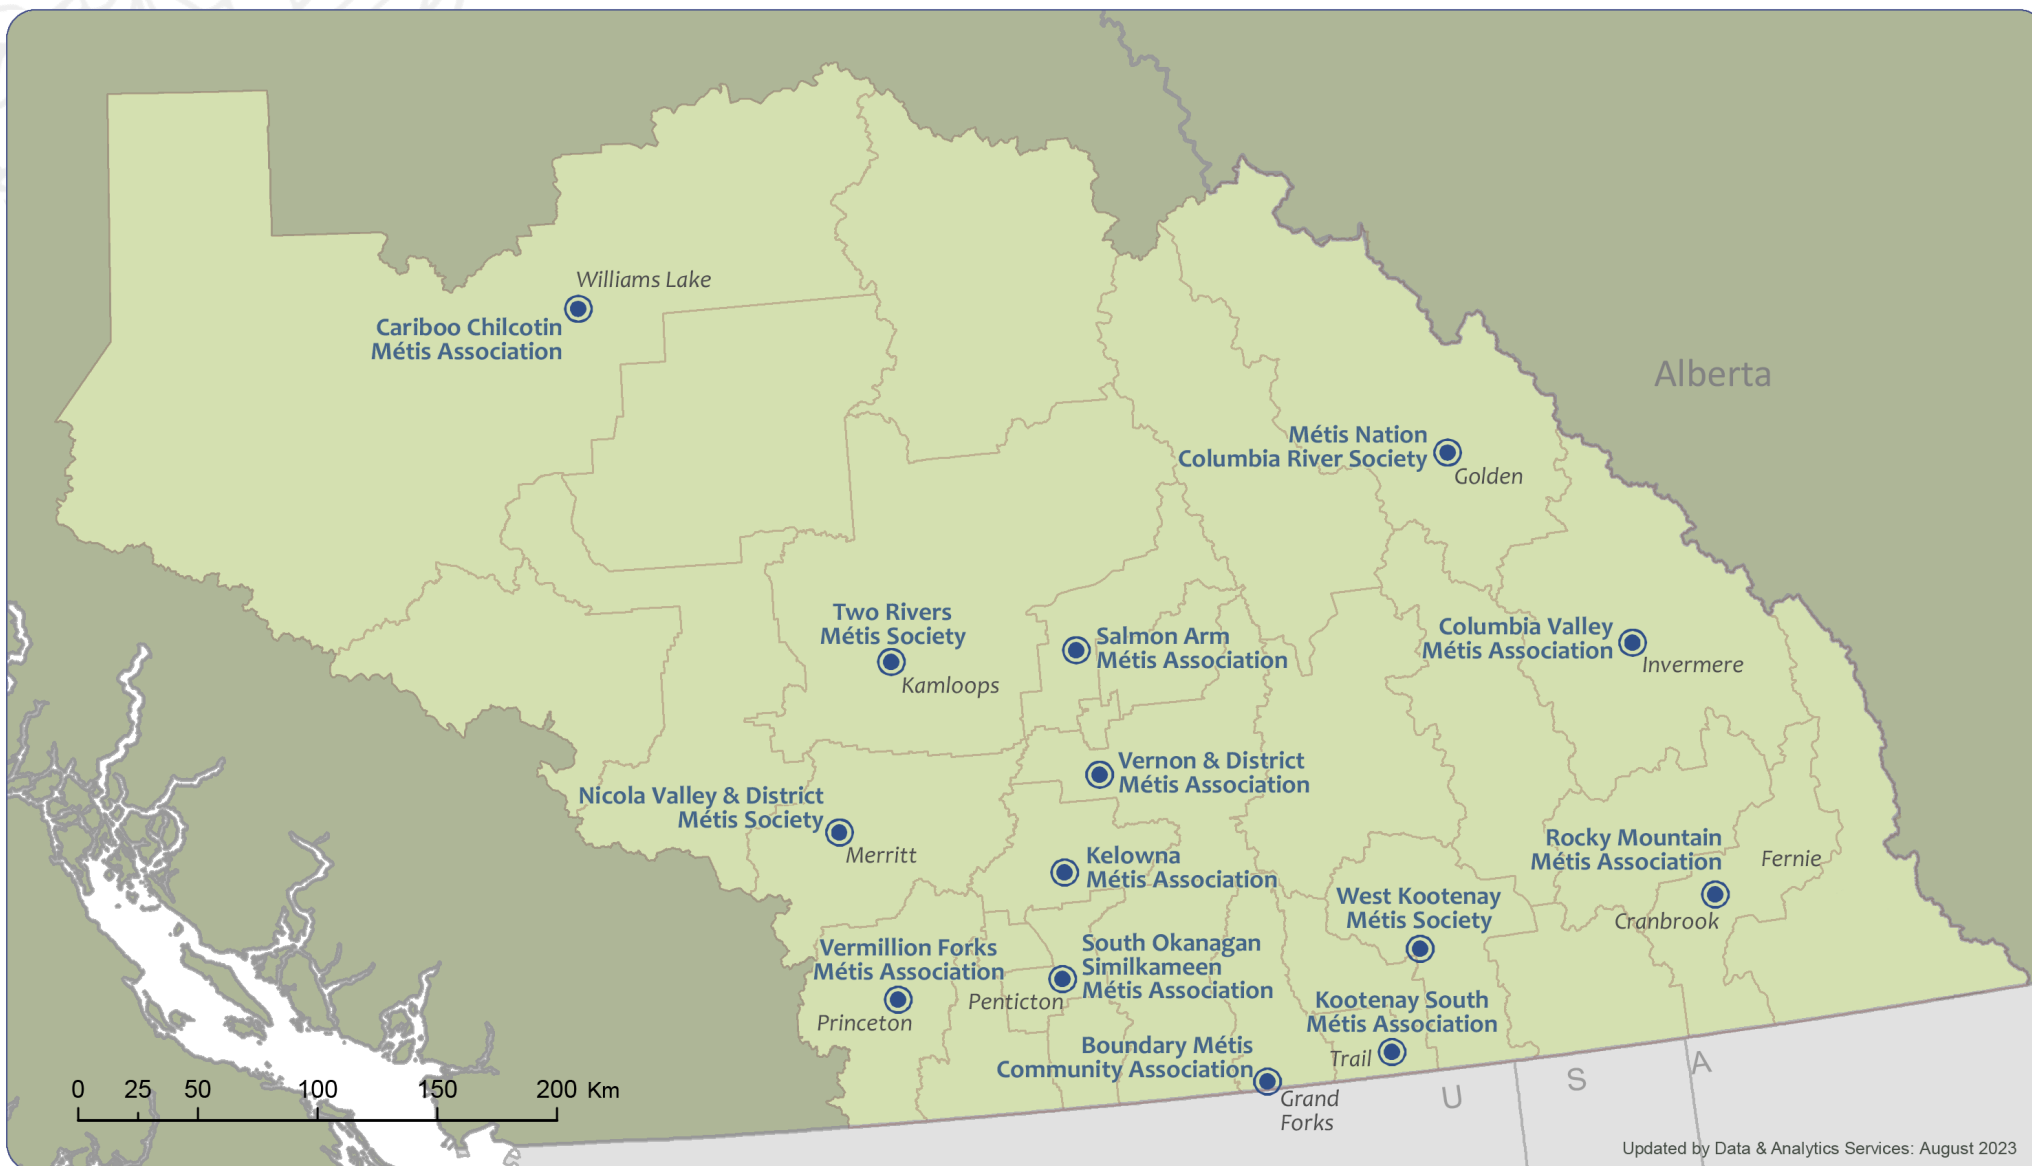 Williams Lake
Cariboo Chilcotin
Métis Association
Alberta
Métis Nation
Columbia River Society
Golden
Two Rivers
Métis Society
Kamloops
Salmon Arm
Métis Association
Columbia Valley
Métis Association
Invermere
Vernon & District
Métis Association
Nicola Valley & District
Métis Society
Merritt
Kelowna
Métis Association
Rocky Mountain
Métis Association
Fernie
Cranbrook
West Kootenay
Métis Society
Vermillion Forks
Métis Association
Princeton
South Okanagan
Similkameen
Métis Association
Penticton
Kootenay South
Métis Association
Trail
Boundary Métis
Community Association
Grand
Forks
U S A
0 25 50 100 150 200 Km
Updated by Data & Analytics Services: August 2023